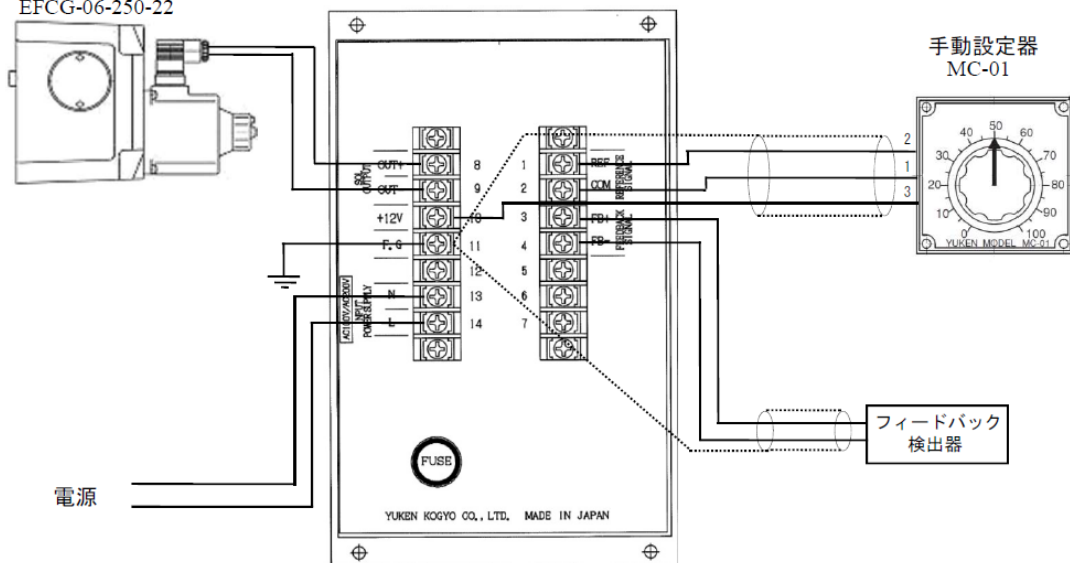 EFCG-06-250-22
手動設定器
MC-01
OUT+
OUT-
SOL OUTPUT
+12V
F.G
N
L
AC100V/AC200V
INPUT
POWER SUPPLY
8
9
10
11
12
13
14
1
2
3
4
5
6
7
REF
COM
REFERENCE
SIGNAL
FB+
FB-
FEEDBACK
SIGNAL
2
1
3
0
10
20
30
40
50
60
70
80
90
100
YUKEN MODEL MC-01
フィードバック
検出器
FUSE
電源
YUKEN KOGYO CO., LTD. MADE IN JAPAN